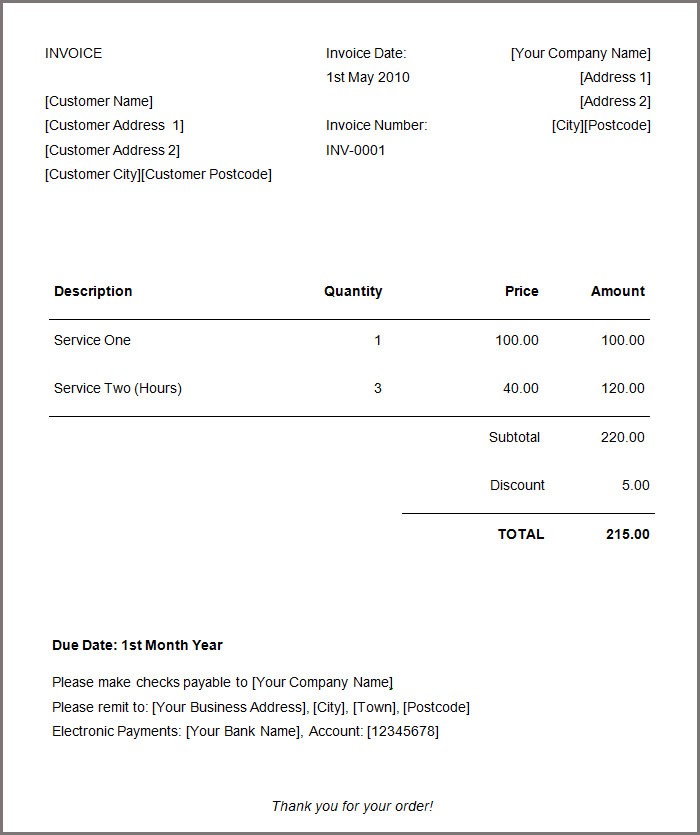 INVOICE Invoice Date: [Your Company Name]
1st May 2010 [Address 1]
[Customer Name] [Address 2]
[Customer Address 1] Invoice Number: [City][Postcode]
[Customer Address 2] INV-0001
[Customer City][Customer Postcode]
Description Quantity Price Amount
Service One 1 100.00 100.00
Service Two (Hours) 3 40.00 120.00
Subtotal 220.00
Discount 5.00
TOTAL 215.00
Due Date: 1st Month Year
Please make checks payable to [Your Company Name]
Please remit to: [Your Business Address], [City], [Town], [Postcode]
Electronic Payments: [Your Bank Name], Account: [12345678]
Thank you for your order!